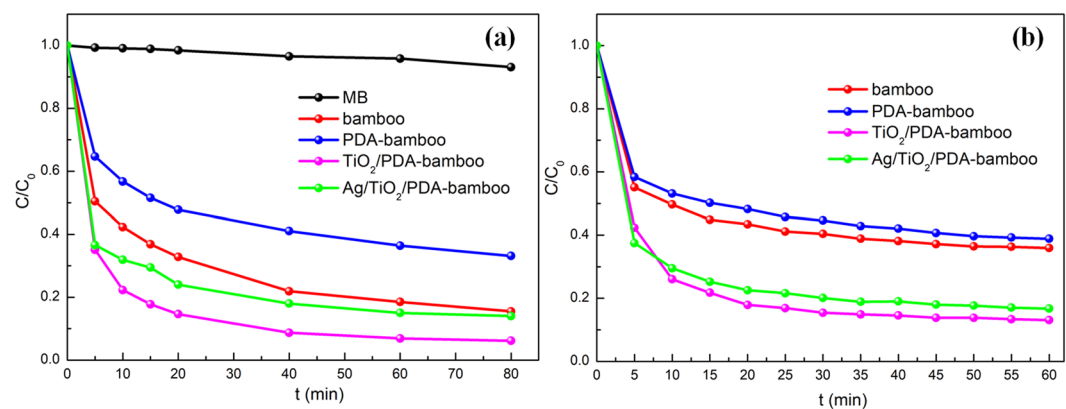 (a)
C/C0
1.0
0.8
0.6
0.4
0.2
0.0
MB
bamboo
PDA-bamboo
TiO2/PDA-bamboo
Ag/TiO2/PDA-bamboo
0 10 20 30 40 50 60 70 80
t (min)
(b)
C/C0
1.0
0.8
0.6
0.4
0.2
0.0
bamboo
PDA-bamboo
TiO2/PDA-bamboo
Ag/TiO2/PDA-bamboo
0 5 10 15 20 25 30 35 40 45 50 55 60
t (min)